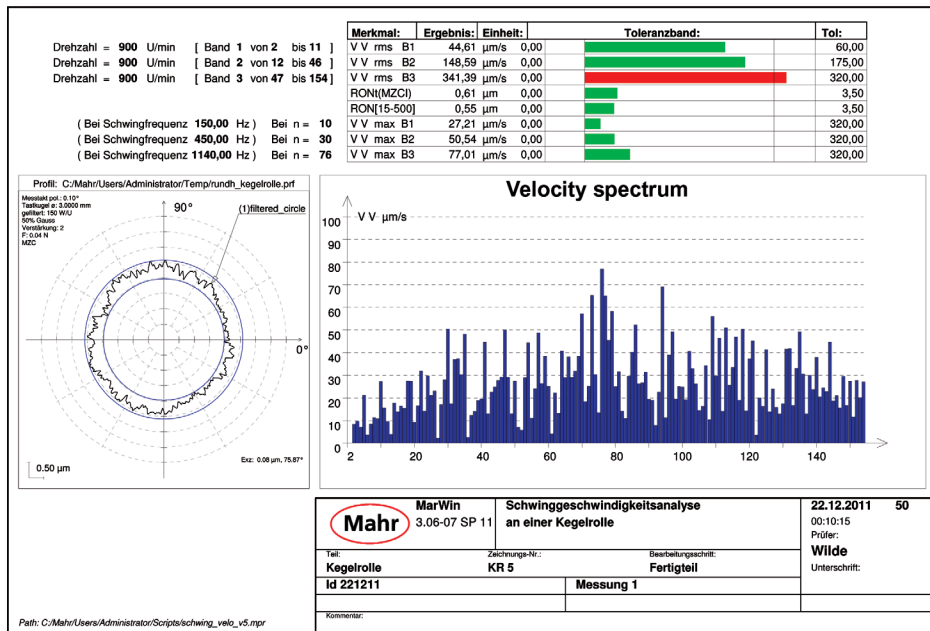 Drehzahl = 900 U/min [ Band 1 von 2 bis 11 ]
Drehzahl = 900 U/min [ Band 2 von 12 bis 46 ]
Drehzahl = 900 U/min [ Band 3 von 47 bis 154 ]
( Bei Schwingfrequenz 150,00 Hz ) Bei n = 10
( Bei Schwingfrequenz 450,00 Hz ) Bei n = 30
( Bei Schwingfrequenz 1140,00 Hz ) Bei n = 76
Merkmal: Ergebnis: Einheit: Toleranzband: Tol:
V V rms B1 44,61 µm/s 0,00 60,00
V V rms B2 148,59 µm/s 0,00 175,00
V V rms B3 341,39 µm/s 0,00 320,00
RONt(MZCI) 0,61 µm 0,00 3,50
RON[15-500] 0,55 µm 0,00 3,50
V V max B1 27,21 µm/s 0,00 320,00
V V max B2 50,54 µm/s 0,00 320,00
V V max B3 77,01 µm/s 0,00 320,00
Profil: C:/Mahr/Users/Administrator/Temp/rundh_kegelrolle.prf
Messtakt pol.: 0.10°
Tastkugel ø: 3.0000 mm
gefiltert: 150 W/U
50% Gauss
Verstärkung: 2
F: 0.04 N
MZC
90°
(1)filtered_circle
0°
0.50 µm
Exz: 0.08 µm, 75.87°
Velocity spectrum
V V µm/s
100
90
80
70
60
50
40
30
20
10
0
2 20 40 60 80 100 120 140
Mahr
MarWin
3.06-07 SP 11
Schwinggeschwindigkeitsanalyse
an einer Kegelrolle
22.12.2011 50
00:10:15
Prüfer:
Wilde
Unterschrift:
Teil: Zeichnungs-Nr.: Bearbeitungsschritt:
Kegelrolle KR 5 Fertigteil
Id 221211 Messung 1
Kommentar:
Path: C:/Mahr/Users/Administrator/Scripts/schwing_velo_v5.mpr